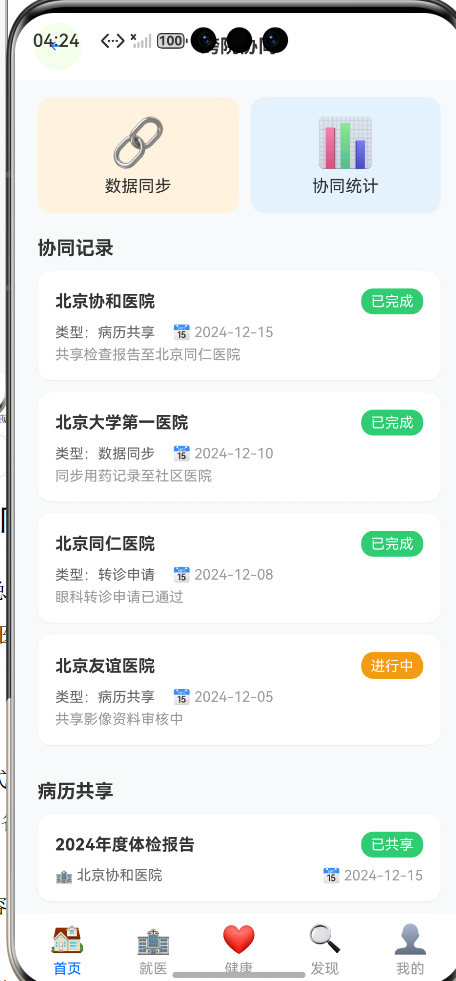 04:24 100
跨院协同
数据同步
协同统计
协同记录
北京协和医院 已完成
类型：病历共享 15 2024-12-15
共享检查报告至北京同仁医院
北京大学第一医院 已完成
类型：数据同步 15 2024-12-10
同步用药记录至社区医院
北京同仁医院 已完成
类型：转诊申请 15 2024-12-08
眼科转诊申请已通过
北京友谊医院 进行中
类型：病历共享 15 2024-12-05
共享影像资料审核中
病历共享
2024年度体检报告 已共享
北京协和医院 15 2024-12-15
首页 就医 健康 发现 我的